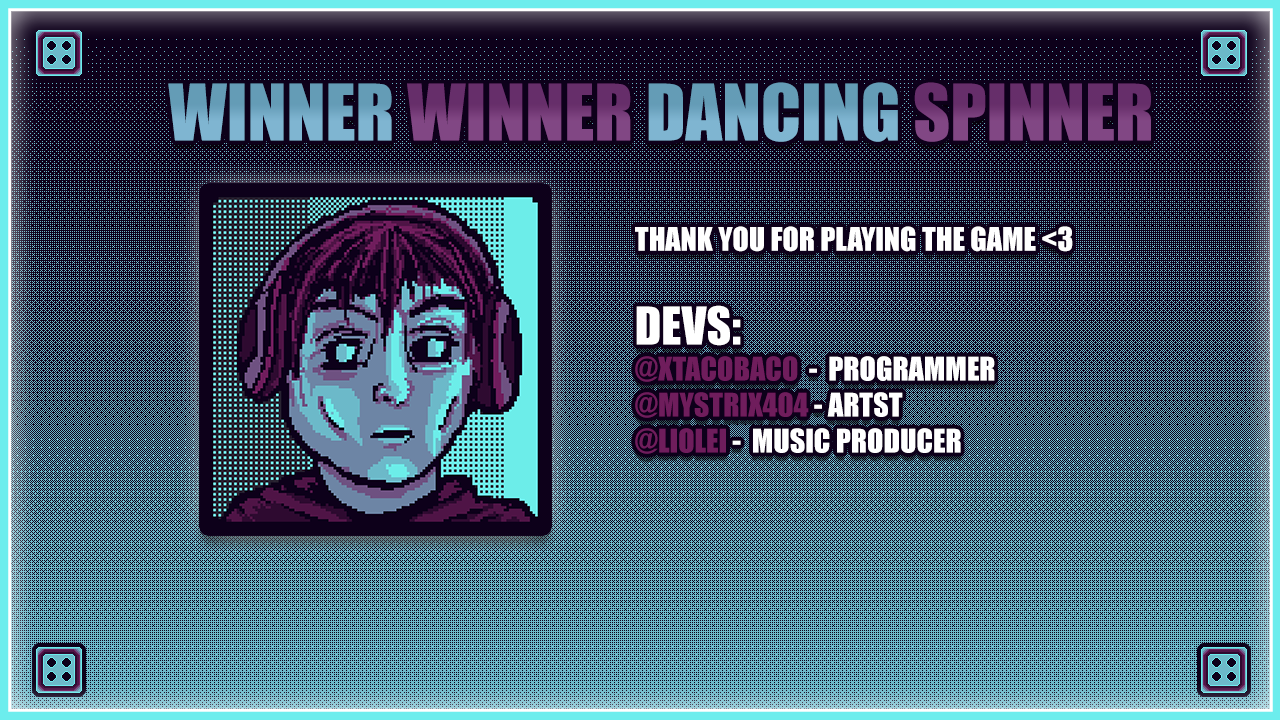 WINNER WINNER DANCING SPINNER
THANK YOU FOR PLAYING THE GAME <3
DEVS:
@XTACOBACO - PROGRAMMER
@MYSTRIX404 - ARTST
@LIOLEI - MUSIC PRODUCER